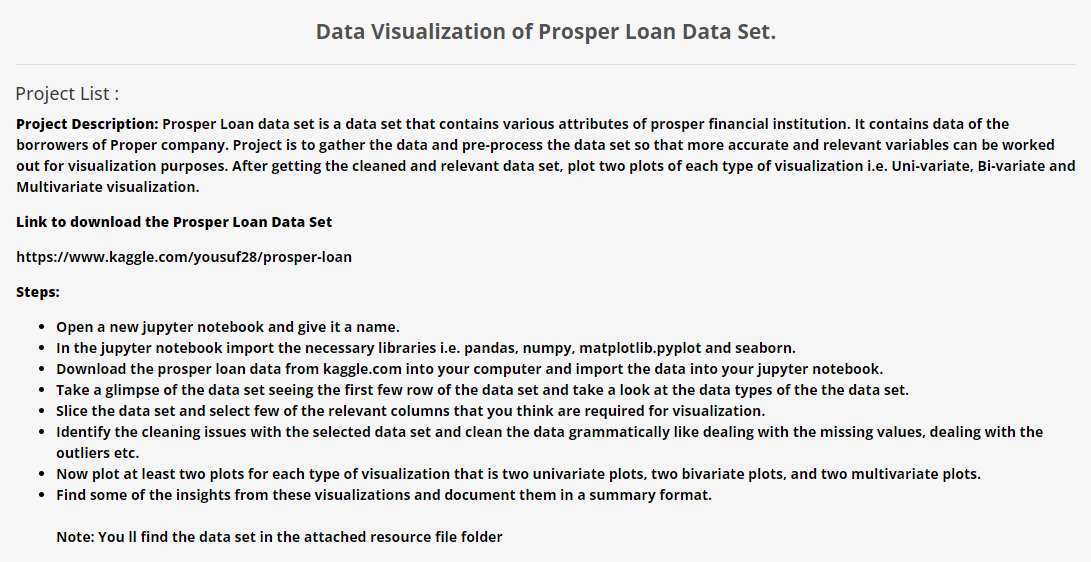 Data Visualization of Prosper Loan Data Set.
Project List :
Project Description: Prosper Loan data set is a data set that contains various attributes of prosper financial institution. It contains data of the
borrowers of Proper company. Project is to gather the data and pre-process the data set so that more accurate and relevant variables can be worked
out for visualization purposes. After getting the cleaned and relevant data set, plot two plots of each type of visualization i.e. Uni-variate, Bi-variate and
Multivariate visualization.
Link to download the Prosper Loan Data Set
https://www.kaggle.com/yousuf28/prosper-loan
Steps:
• Open a new jupyter notebook and give it a name.
• In the jupyter notebook import the necessary libraries i.e. pandas, numpy, matplotlib.pyplot and seaborn.
• Download the prosper loan data from kaggle.com into your computer and import the data into your jupyter notebook.
• Take a glimpse of the data set seeing the first few row of the data set and take a look at the data types of the the data set.
• Slice the data set and select few of the relevant columns that you think are required for visualization.
• Identify the cleaning issues with the selected data set and clean the data grammatically like dealing with the missing values, dealing with the
outliers etc.
• Now plot at least two plots for each type of visualization that is two univariate plots, two bivariate plots, and two multivariate plots.
• Find some of the insights from these visualizations and document them in a summary format.
Note: You ll find the data set in the attached resource file folder